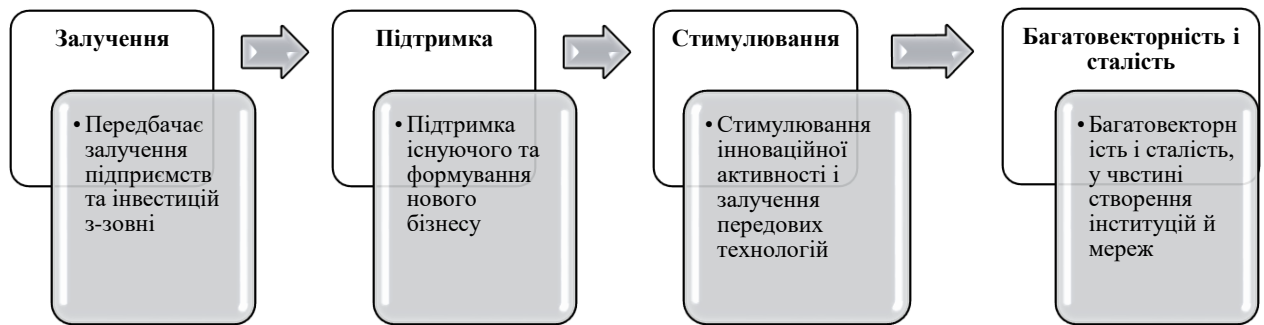 Залучення
• Передбачає
залучення
підприємств
та інвестицій
з-зовні
Підтримка
• Підтримка
існуючого та
формування
нового
бізнесу
Стимулювання
• Стимулювання
інноваційної
активності і
залучення
передових
технологій
Багатовекторність і
сталість
• Багатовекторн
ість і сталість,
у чвстині
створення
інституцій й
мереж